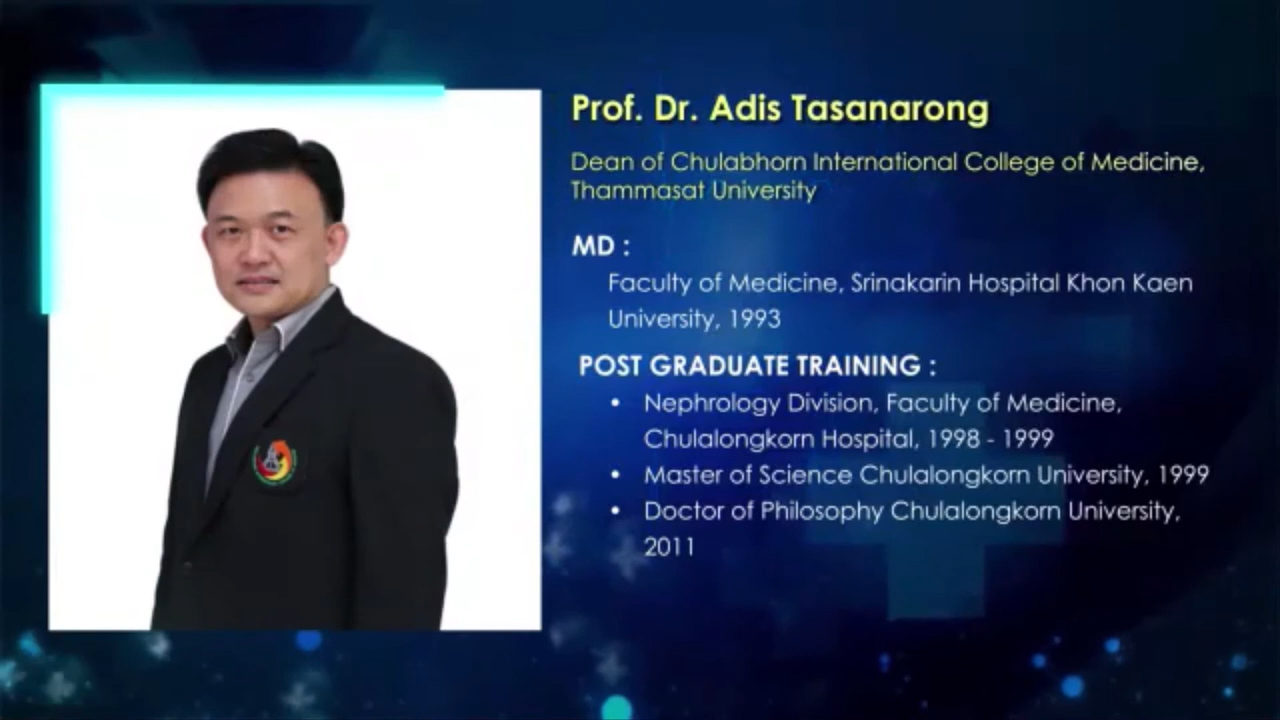 Prof. Dr. Adis Tasanarong
Dean of Chulabhorn International College of Medicine,
Thammasat University
MD :
Faculty of Medicine, Srinakarin Hospital Khon Kaen
University, 1993
POST GRADUATE TRAINING :
• Nephrology Division, Faculty of Medicine,
Chulalongkorn Hospital, 1998 - 1999
• Master of Science Chulalongkorn University, 1999
• Doctor of Philosophy Chulalongkorn University,
2011